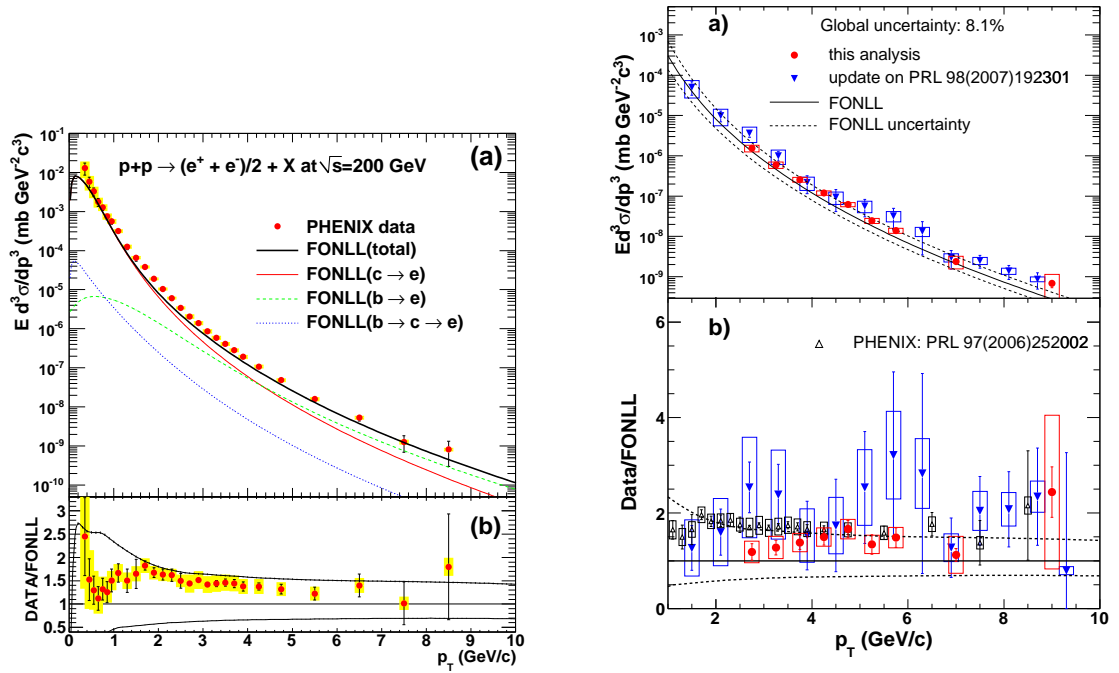 10⁻¹
10⁻²
10⁻³
10⁻⁴
10⁻⁵
10⁻⁶
10⁻⁷
10⁻⁸
10⁻⁹
10⁻¹⁰
E d³σ/dp³ (mb GeV⁻²c³)
(a)
p+p → (e⁺ + e⁻)/2 + X at √s=200 GeV
PHENIX data
FONLL(total)
FONLL(c → e)
FONLL(b → e)
FONLL(b → c → e)
3
2.5
2
1.5
1
0.5
DATA/FONLL
(b)
0 1 2 3 4 5 6 7 8 9 10
p_T (GeV/c)
10⁻³
10⁻⁴
10⁻⁵
10⁻⁶
10⁻⁷
10⁻⁸
10⁻⁹
Ed³σ/dp³ (mb GeV⁻²c³)
a)
Global uncertainty: 8.1%
this analysis
update on PRL 98(2007)192301
FONLL
FONLL uncertainty
6
4
2
0
Data/FONLL
b)
PHENIX: PRL 97(2006)252002
2 4 6 8 10
p_T (GeV/c)